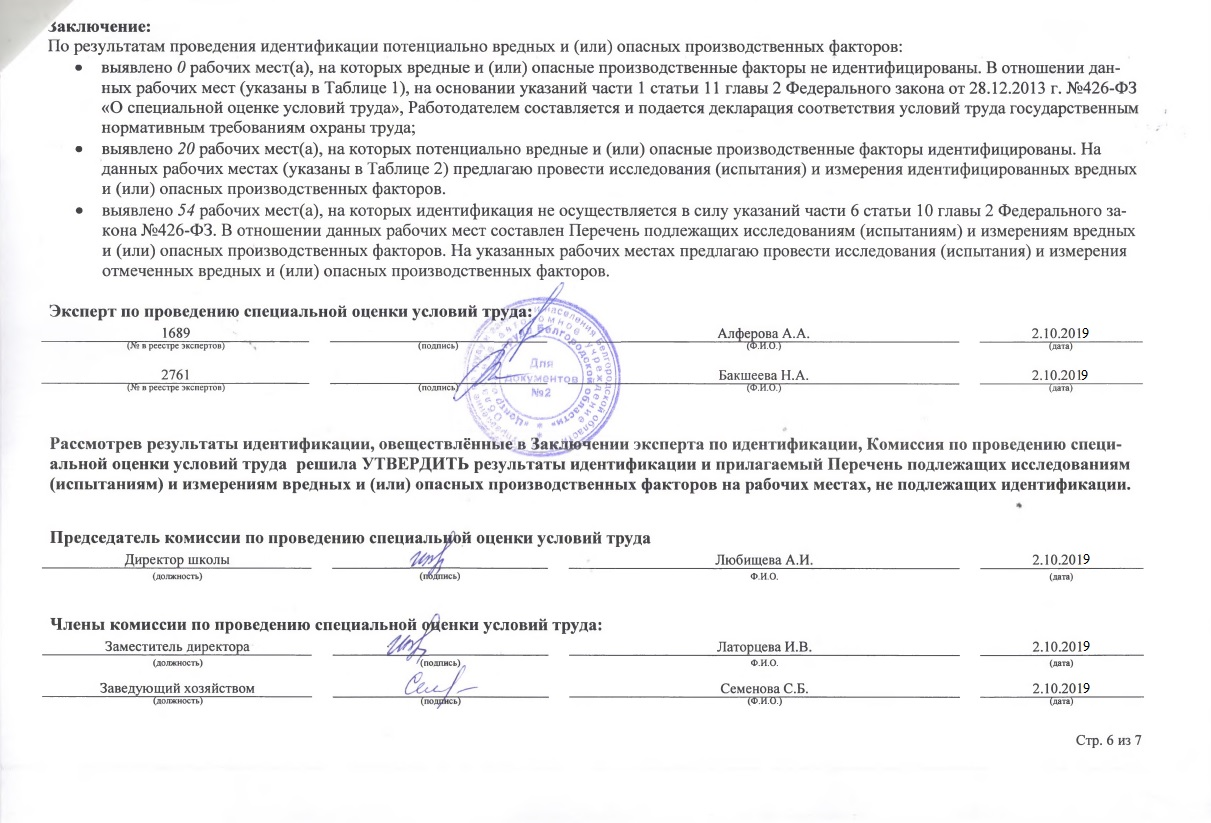 Заключение:
По результатам проведения идентификации потенциально вредных и (или) опасных производственных факторов:
• выявлено 0 рабочих мест(а), на которых вредные и (или) опасные производственные факторы не идентифицированы. В отношении дан-
ных рабочих мест (указаны в Таблице 1), на основании указаний части 1 статьи 11 главы 2 Федерального закона от 28.12.2013 г. №426-ФЗ
«О специальной оценке условий труда», Работодателем составляется и подается декларация соответствия условий труда государственным
нормативным требованиям охраны труда;
• выявлено 20 рабочих мест(а), на которых потенциально вредные и (или) опасные производственные факторы идентифицированы. На
данных рабочих местах (указаны в Таблице 2) предлагаю провести исследования (испытания) и измерения идентифицированных вредных
и (или) опасных производственных факторов.
• выявлено 54 рабочих мест(а), на которых идентификация не осуществляется в силу указаний части 6 статьи 10 главы 2 Федерального за-
кона №426-ФЗ. В отношении данных рабочих мест составлен Перечень подлежащих исследованиям (испытаниям) и измерениям вредных
и (или) опасных производственных факторов. На указанных рабочих местах предлагаю провести исследования (испытания) и измерения
отмеченных вредных и (или) опасных производственных факторов.
Эксперт по проведению специальной оценки условий труда:
1689 Алферова А.А. 2.10.2019
(№ в реестре экспертов) (подпись) (Ф.И.О.) (дата)
2761 Бакшеева Н.А. 2.10.2019
(№ в реестре экспертов) (подпись) (Ф.И.О.) (дата)
Для
документов
№2
Рассмотрев результаты идентификации, овеществлённые в Заключении эксперта по идентификации, Комиссия по проведению специ-
альной оценки условий труда решила УТВЕРДИТЬ результаты идентификации и прилагаемый Перечень подлежащих исследованиям
(испытаниям) и измерениям вредных и (или) опасных производственных факторов на рабочих местах, не подлежащих идентификации.
Председатель комиссии по проведению специальной оценки условий труда
Директор школы Любищева А.И. 2.10.2019
(должность) (подпись) Ф.И.О. (дата)
Члены комиссии по проведению специальной оценки условий труда:
Заместитель директора Латорцева И.В. 2.10.2019
(должность) (подпись) Ф.И.О. (дата)
Заведующий хозяйством Семенова С.Б. 2.10.2019
(должность) (подпись) (Ф.И.О.) (дата)
Стр. 6 из 7